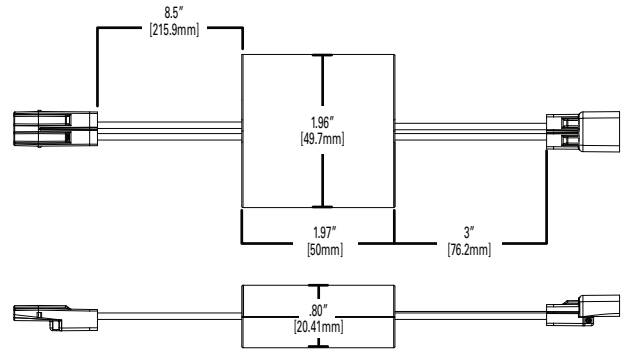 8.5"
[215.9mm]
1.96"
[49.7mm]
1.97"
[50mm]
3"
[76.2mm]
.80"
[20.41mm]